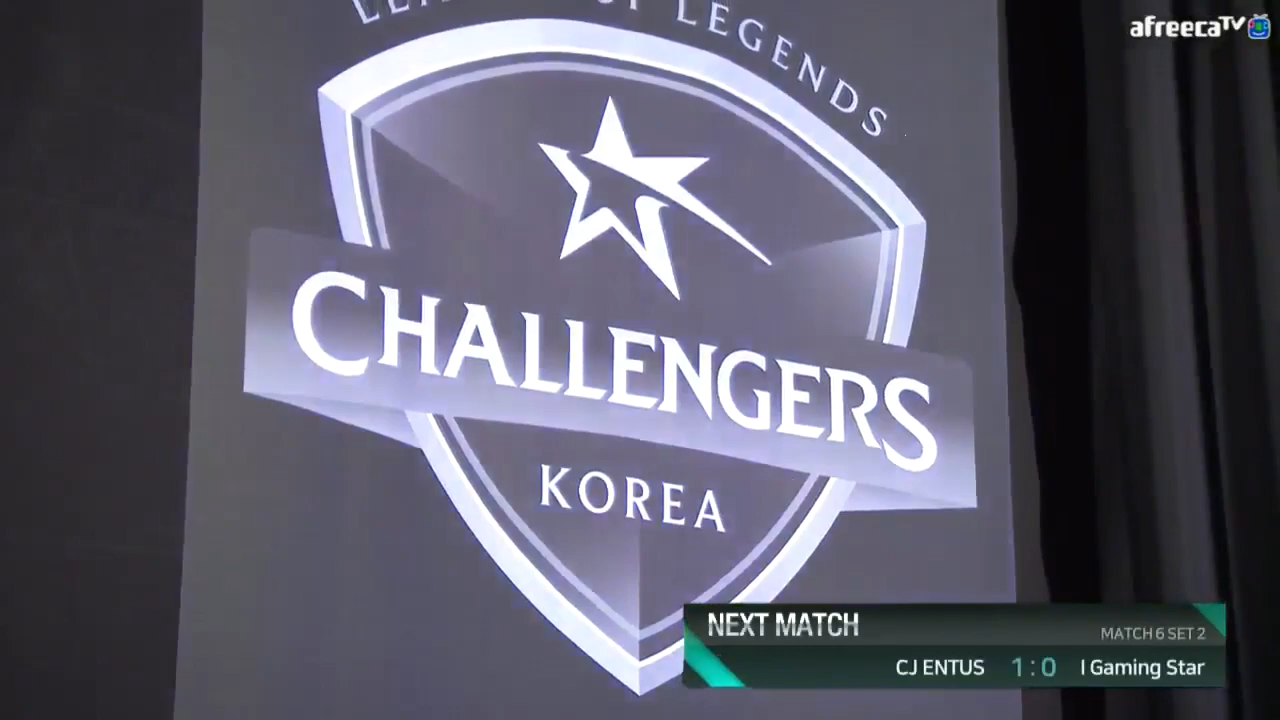 afreecaTV
LEGENDS
CHALLENGERS
KOREA
NEXT MATCH
MATCH 6 SET 2
CJ ENTUS 1 : 0 I Gaming Star